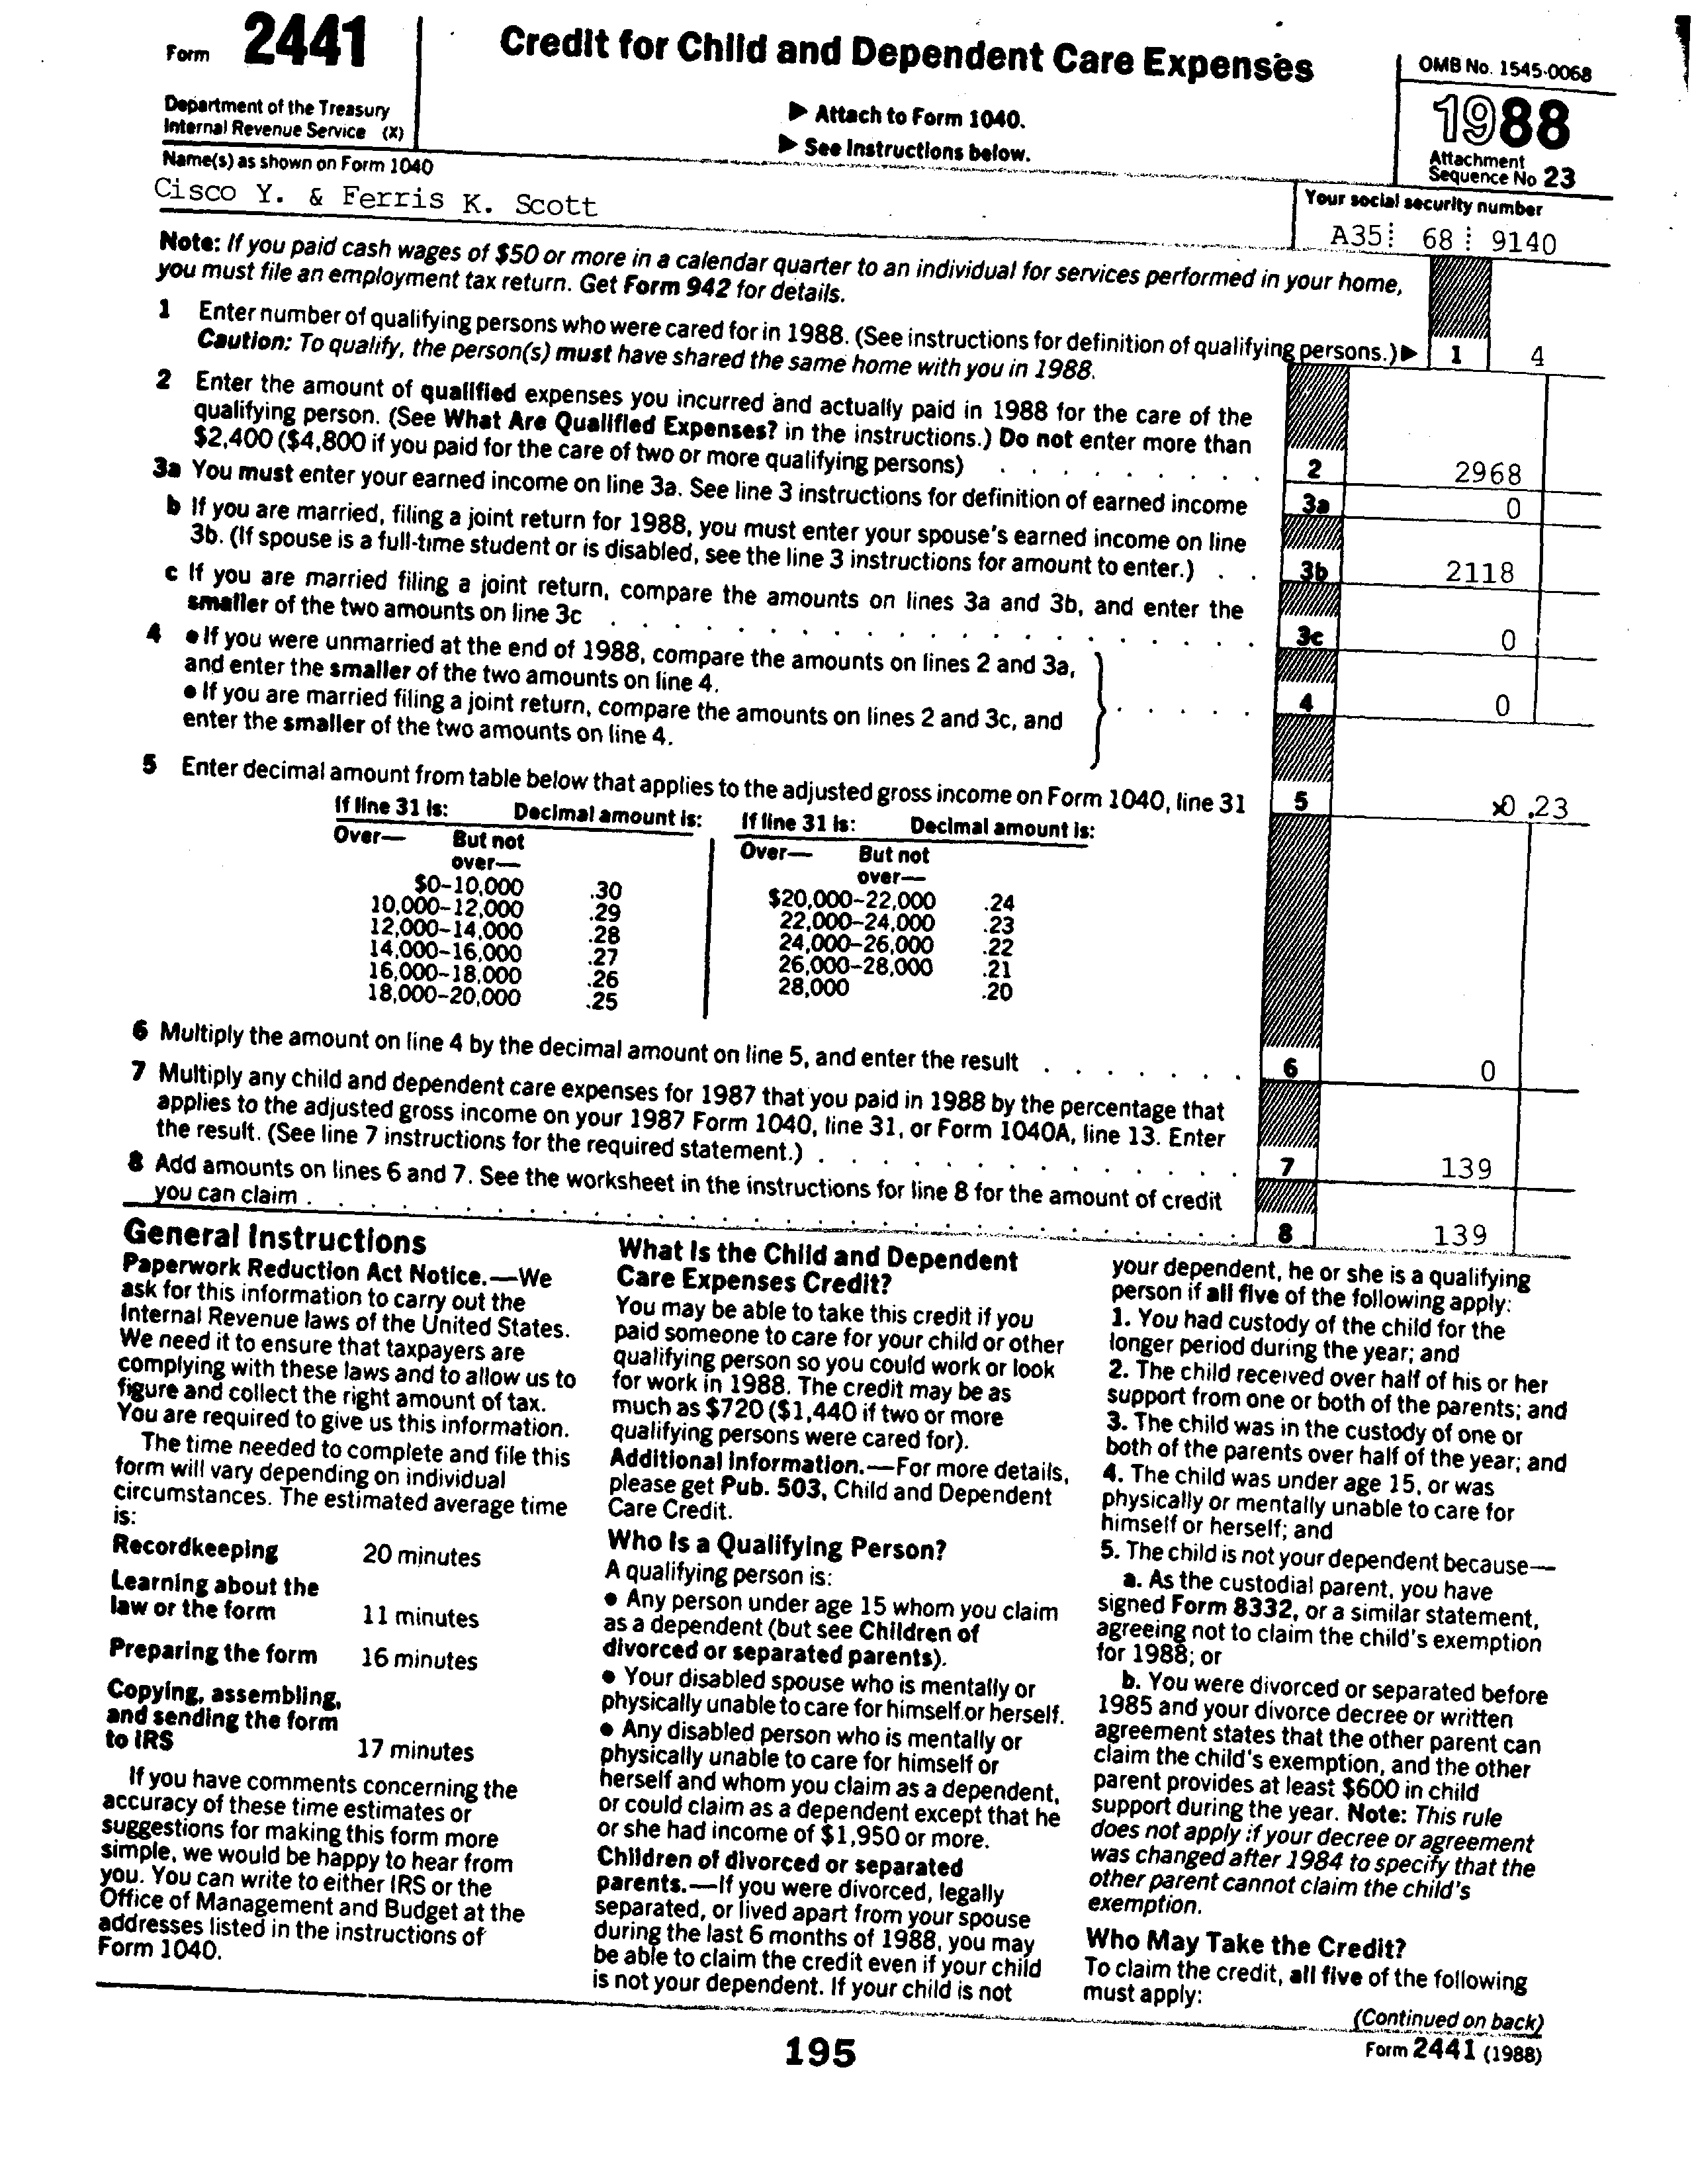 Form 2441
Credit for Child and Dependent Care Expenses
OMB No. 1545-0068
Department of the Treasury
Internal Revenue Service (X)
▶ Attach to Form 1040.
▶ See Instructions below.
1988
Attachment
Sequence No 23
Name(s) as shown on Form 1040
Cisco Y. & Ferris K. Scott
Your social security number
A35 68 9140
Note: If you paid cash wages of $50 or more in a calendar quarter to an individual for services performed in your home,
you must file an employment tax return. Get Form 942 for details.
1 Enter number of qualifying persons who were cared for in 1988. (See instructions for definition of qualifying persons.) ▶ 1 4
Caution: To qualify, the person(s) must have shared the same home with you in 1988.
2 Enter the amount of qualified expenses you incurred and actually paid in 1988 for the care of the
qualifying person. (See What Are Qualified Expenses? in the instructions.) Do not enter more than
$2,400 ($4,800 if you paid for the care of two or more qualifying persons) . . . . . . . . . 2 2968
3a You must enter your earned income on line 3a. See line 3 instructions for definition of earned income 3a 0
b If you are married, filing a joint return for 1988, you must enter your spouse's earned income on line
3b. (If spouse is a full-time student or is disabled, see the line 3 instructions for amount to enter.) . . 3b 2118
c If you are married filing a joint return, compare the amounts on lines 3a and 3b, and enter the
smaller of the two amounts on line 3c . . . . . . . . . . . . . . . . . . . . 3c 0
4 ● If you were unmarried at the end of 1988, compare the amounts on lines 2 and 3a,
and enter the smaller of the two amounts on line 4.
● If you are married filing a joint return, compare the amounts on lines 2 and 3c, and
enter the smaller of the two amounts on line 4. . . . . . 4 0
5 Enter decimal amount from table below that applies to the adjusted gross income on Form 1040, line 31 5 x0 .23
If line 31 is: Decimal amount is: If line 31 is: Decimal amount is:
Over— But not over— Over— But not over—
$0–10,000 .30 $20,000–22,000 .24
10,000–12,000 .29 22,000–24,000 .23
12,000–14,000 .28 24,000–26,000 .22
14,000–16,000 .27 26,000–28,000 .21
16,000–18,000 .26 28,000 .20
18,000–20,000 .25
6 Multiply the amount on line 4 by the decimal amount on line 5, and enter the result . . . . . . . 6 0
7 Multiply any child and dependent care expenses for 1987 that you paid in 1988 by the percentage that
applies to the adjusted gross income on your 1987 Form 1040, line 31, or Form 1040A, line 13. Enter
the result. (See line 7 instructions for the required statement.) . . . . . . . . . . . . . . . 7 139
8 Add amounts on lines 6 and 7. See the worksheet in the instructions for line 8 for the amount of credit
you can claim . . . . . . . . . . . . . . . . . . . . . . . . . . . . . . 8 139
General Instructions
Paperwork Reduction Act Notice.—We
ask for this information to carry out the
Internal Revenue laws of the United States.
We need it to ensure that taxpayers are
complying with these laws and to allow us to
figure and collect the right amount of tax.
You are required to give us this information.
The time needed to complete and file this
form will vary depending on individual
circumstances. The estimated average time
is:
Recordkeeping 20 minutes
Learning about the
law or the form 11 minutes
Preparing the form 16 minutes
Copying, assembling,
and sending the form
to IRS 17 minutes
If you have comments concerning the
accuracy of these time estimates or
suggestions for making this form more
simple, we would be happy to hear from
you. You can write to either IRS or the
Office of Management and Budget at the
addresses listed in the instructions of
Form 1040.
What Is the Child and Dependent
Care Expenses Credit?
You may be able to take this credit if you
paid someone to care for your child or other
qualifying person so you could work or look
for work in 1988. The credit may be as
much as $720 ($1,440 if two or more
qualifying persons were cared for).
Additional Information.—For more details,
please get Pub. 503, Child and Dependent
Care Credit.
Who Is a Qualifying Person?
A qualifying person is:
● Any person under age 15 whom you claim
as a dependent (but see Children of
divorced or separated parents).
● Your disabled spouse who is mentally or
physically unable to care for himself or herself.
● Any disabled person who is mentally or
physically unable to care for himself or
herself and whom you claim as a dependent,
or could claim as a dependent except that he
or she had income of $1,950 or more.
Children of divorced or separated
parents.—If you were divorced, legally
separated, or lived apart from your spouse
during the last 6 months of 1988, you may
be able to claim the credit even if your child
is not your dependent. If your child is not
your dependent, he or she is a qualifying
person if all five of the following apply:
1. You had custody of the child for the
longer period during the year; and
2. The child received over half of his or her
support from one or both of the parents; and
3. The child was in the custody of one or
both of the parents over half of the year; and
4. The child was under age 15, or was
physically or mentally unable to care for
himself or herself; and
5. The child is not your dependent because—
a. As the custodial parent, you have
signed Form 8332, or a similar statement,
agreeing not to claim the child's exemption
for 1988; or
b. You were divorced or separated before
1985 and your divorce decree or written
agreement states that the other parent can
claim the child's exemption, and the other
parent provides at least $600 in child
support during the year. Note: This rule
does not apply if your decree or agreement
was changed after 1984 to specify that the
other parent cannot claim the child's
exemption.
Who May Take the Credit?
To claim the credit, all five of the following
must apply:
(Continued on back)
195
Form 2441 (1988)